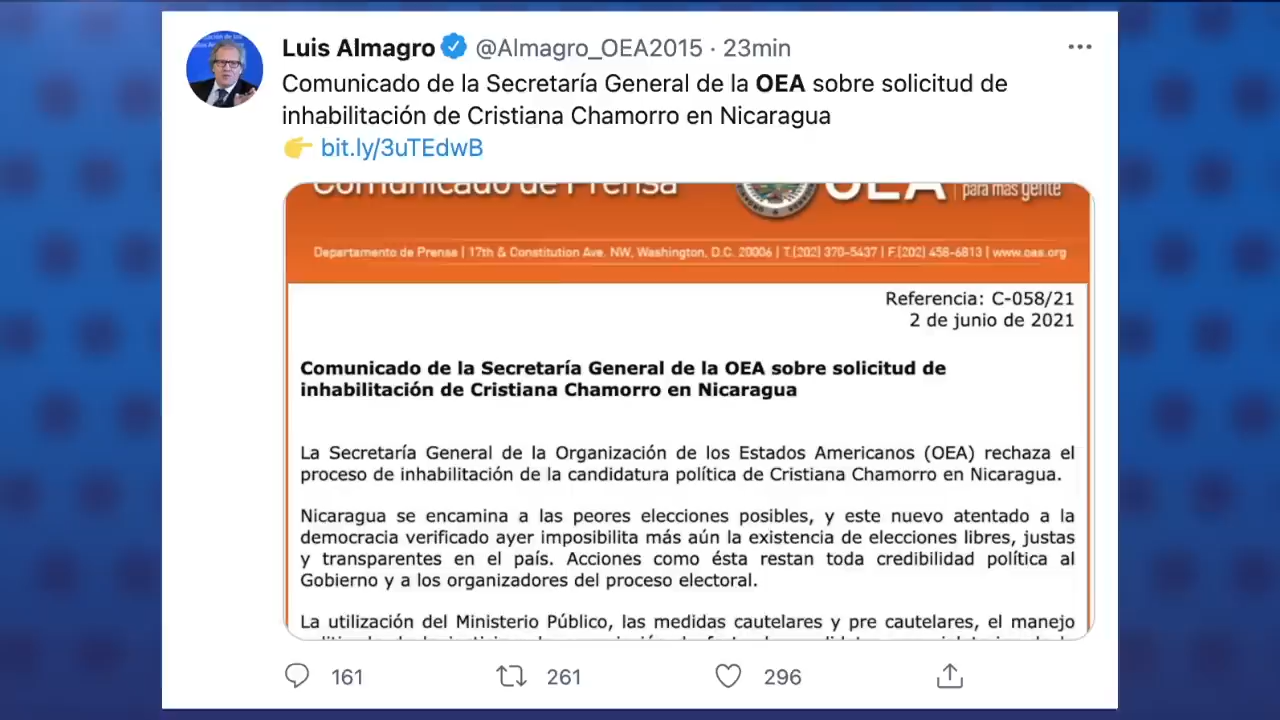 Luis Almagro @Almagro_OEA2015 · 23min
Comunicado de la Secretaría General de la OEA sobre solicitud de
inhabilitación de Cristiana Chamorro en Nicaragua
👉 bit.ly/3uTEdwB
Comunicado de Prensa OEA para más gente
Departamento de Prensa | 17th & Constitution Ave. NW, Washington, D.C. 20006 | T.(202) 370-5437 | F.(202) 458-6813 | www.oas.org
Referencia: C-058/21
2 de junio de 2021
Comunicado de la Secretaría General de la OEA sobre solicitud de
inhabilitación de Cristiana Chamorro en Nicaragua
La Secretaría General de la Organización de los Estados Americanos (OEA) rechaza el
proceso de inhabilitación de la candidatura política de Cristiana Chamorro en Nicaragua.
Nicaragua se encamina a las peores elecciones posibles, y este nuevo atentado a la
democracia verificado ayer imposibilita más aún la existencia de elecciones libres, justas
y transparentes en el país. Acciones como ésta restan toda credibilidad política al
Gobierno y a los organizadores del proceso electoral.
La utilización del Ministerio Público, las medidas cautelares y pre cautelares, el manejo
161 261 296